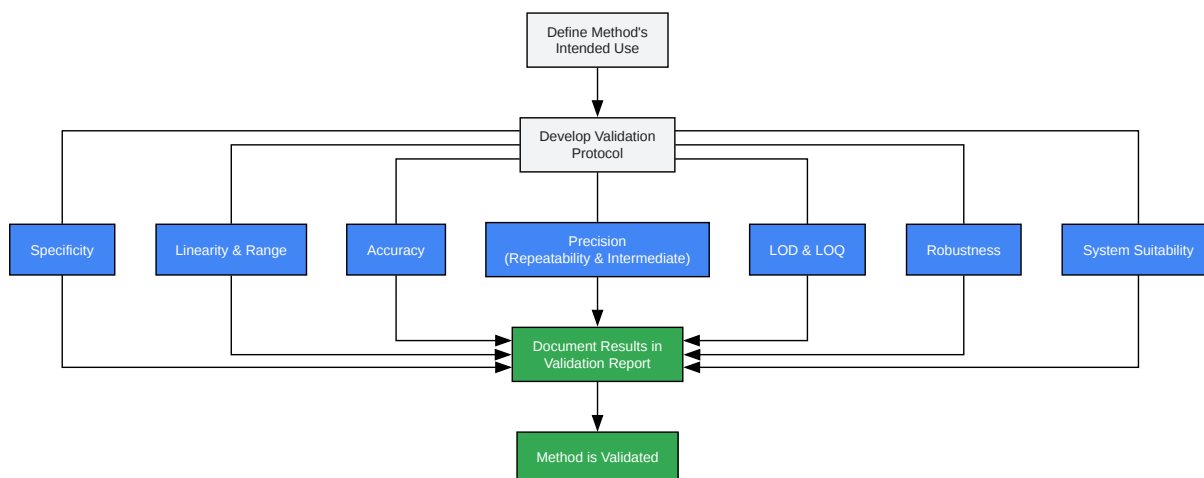 Define Method's
Intended Use
Develop Validation
Protocol
Specificity
Linearity & Range
Accuracy
Precision
(Repeatability & Intermediate)
LOD & LOQ
Robustness
System Suitability
Document Results in
Validation Report
Method is Validated